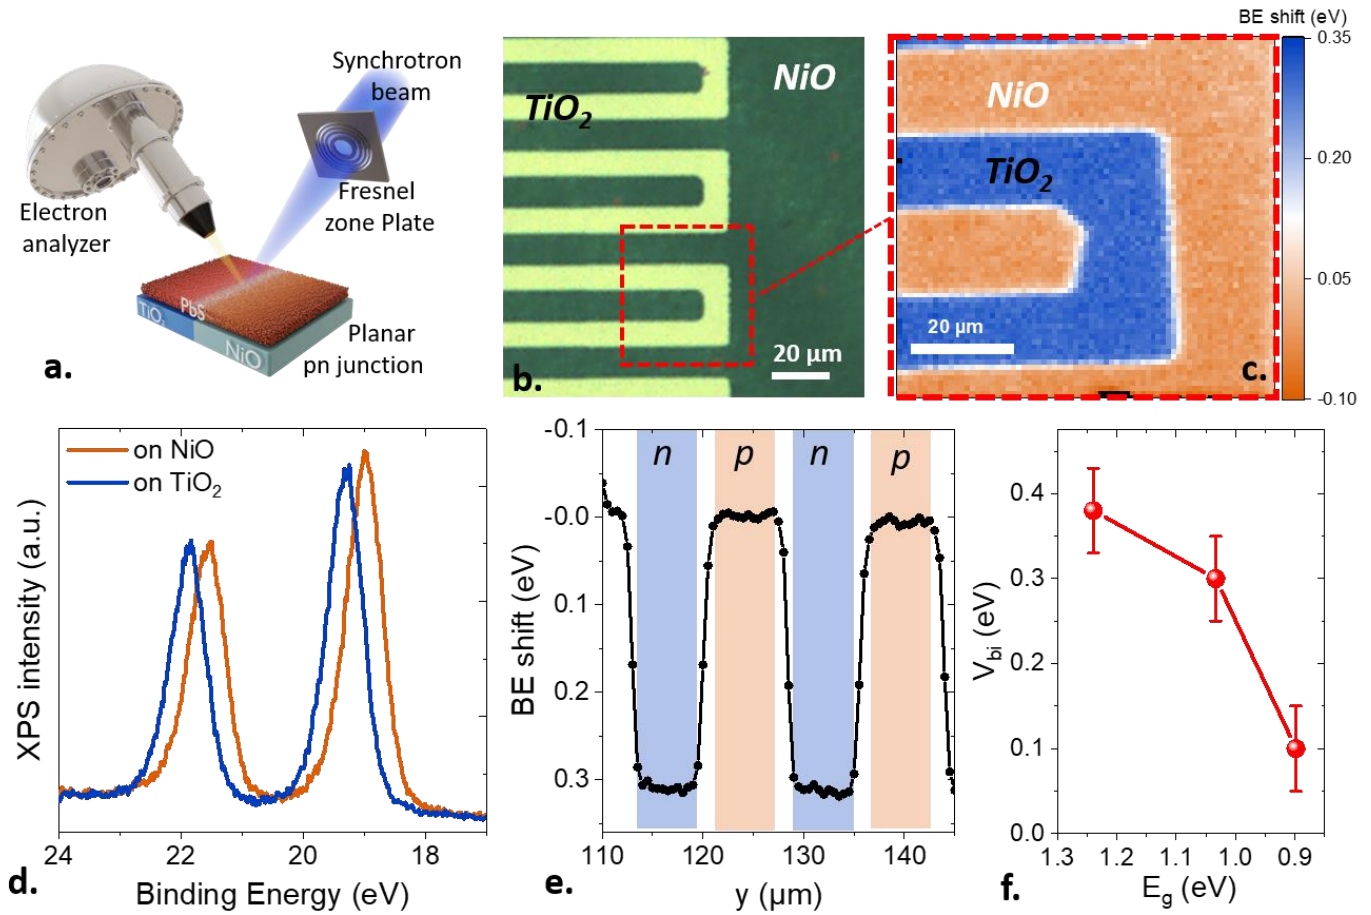 a.
Synchrotron
beam
Fresnel
zone Plate
Electron
analyzer
PbS
TiO2
NiO
Planar
pn junction
b.
TiO2
NiO
20 µm
BE shift (eV)
0.35
0.20
0.05
-0.10
NiO
TiO2
20 µm
c.
on NiO
on TiO2
XPS intensity (a.u.)
24 22 20 18
Binding Energy (eV)
d.
n p n p
-0.1
-0.0
0.1
0.2
0.3
BE shift (eV)
110 120 130 140
y (µm)
e.
0.4
0.3
0.2
0.1
0.0
Vbi (eV)
1.3 1.2 1.1 1.0 0.9
Eg (eV)
f.